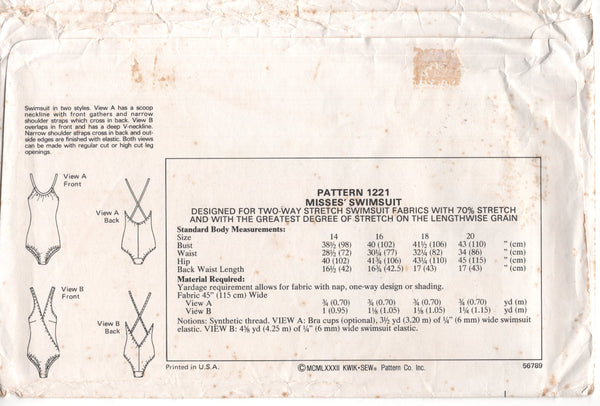 Swimsuit in two styles. View A has a scoop
neckline with front gathers and narrow
shoulder straps which cross in back. View B
overlaps in front and has a deep V-neckline.
Narrow shoulder straps cross in back and out-
side edges are finished with elastic. Both views
can be made with regular cut or high cut leg
openings.
View A
Front
View A
Back
View B
Front
View B
Back
PATTERN 1221
MISSES' SWIMSUIT
DESIGNED FOR TWO-WAY STRETCH SWIMSUIT FABRICS WITH 70% STRETCH
AND WITH THE GREATEST DEGREE OF STRETCH ON THE LENGTHWISE GRAIN
Standard Body Measurements:
Size 14 16 18 20
Bust 38½ (98) 40 (102) 41½ (106) 43 (110) " (cm)
Waist 28½ (72) 30¼ (77) 32¼ (82) 34 (86) " (cm)
Hip 40 (102) 41¾ (106) 43¼ (110) 45 (115) " (cm)
Back Waist Length 16½ (42) 16¾ (42.5) 17 (43) 17 (43) " (cm)
Material Required:
Yardage requirement allows for fabric with nap, one-way design or shading.
Fabric 45" (115 cm) Wide
View A ¾ (0.70) ¾ (0.70) ¾ (0.70) ¾ (0.70) yd (m)
View B 1 (0.95) 1⅛ (1.05) 1⅛ (1.05) 1¼ (1.15) yd (m)
Notions: Synthetic thread. VIEW A: Bra cups (optional), 3½ yd (3.20 m) of ¼" (6 mm) wide swimsuit
elastic. VIEW B: 4⅝ yd (4.25 m) of ¼" (6 mm) wide swimsuit elastic.
Printed in U.S.A.
©MCMLXXXII KWIK•SEW® Pattern Co. Inc.
56789